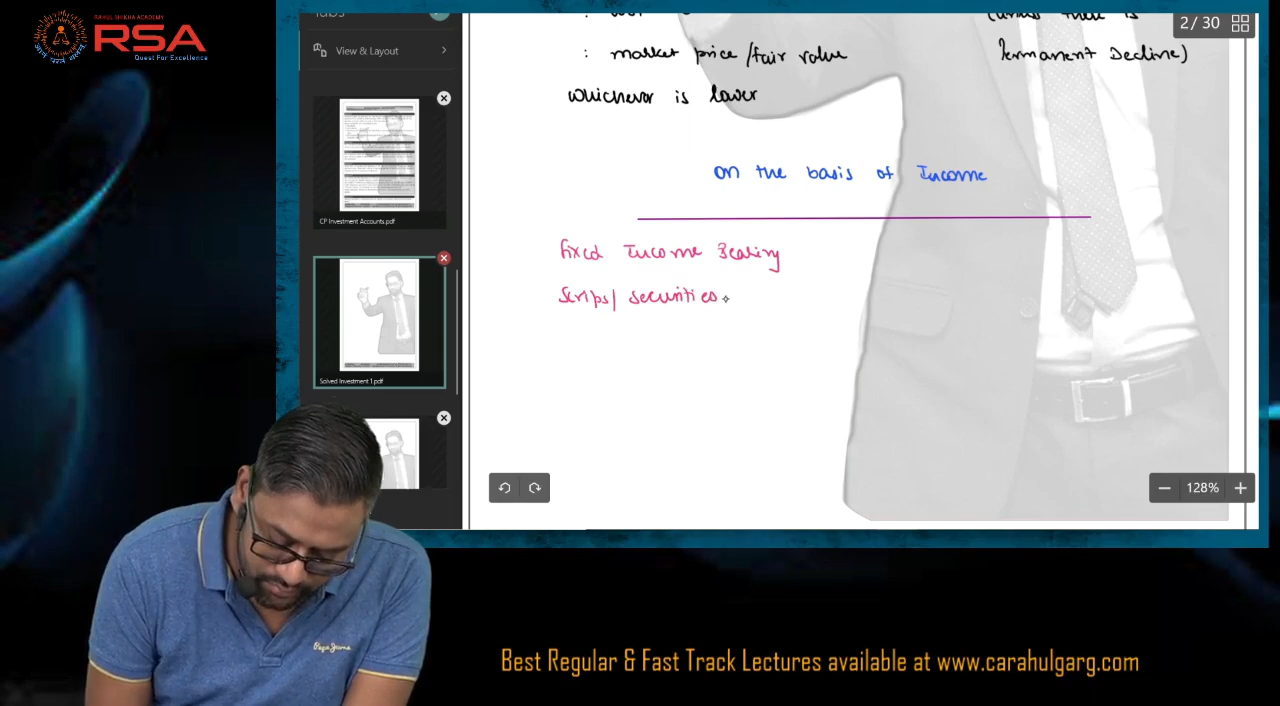 RAHUL SHIKHA ACADEMY
RSA
Quest For Excellence
View & Layout
CP Investment Accounts.pdf
Solved Investment 1.pdf
2 / 30
: market price/fair value
Permanent Decline)
whichever is lower
on the basis of Income
Fixed Income Bearing
Scrips/ securities
128%
Pepe Jeans
Best Regular & Fast Track Lectures available at www.carahulgarg.com